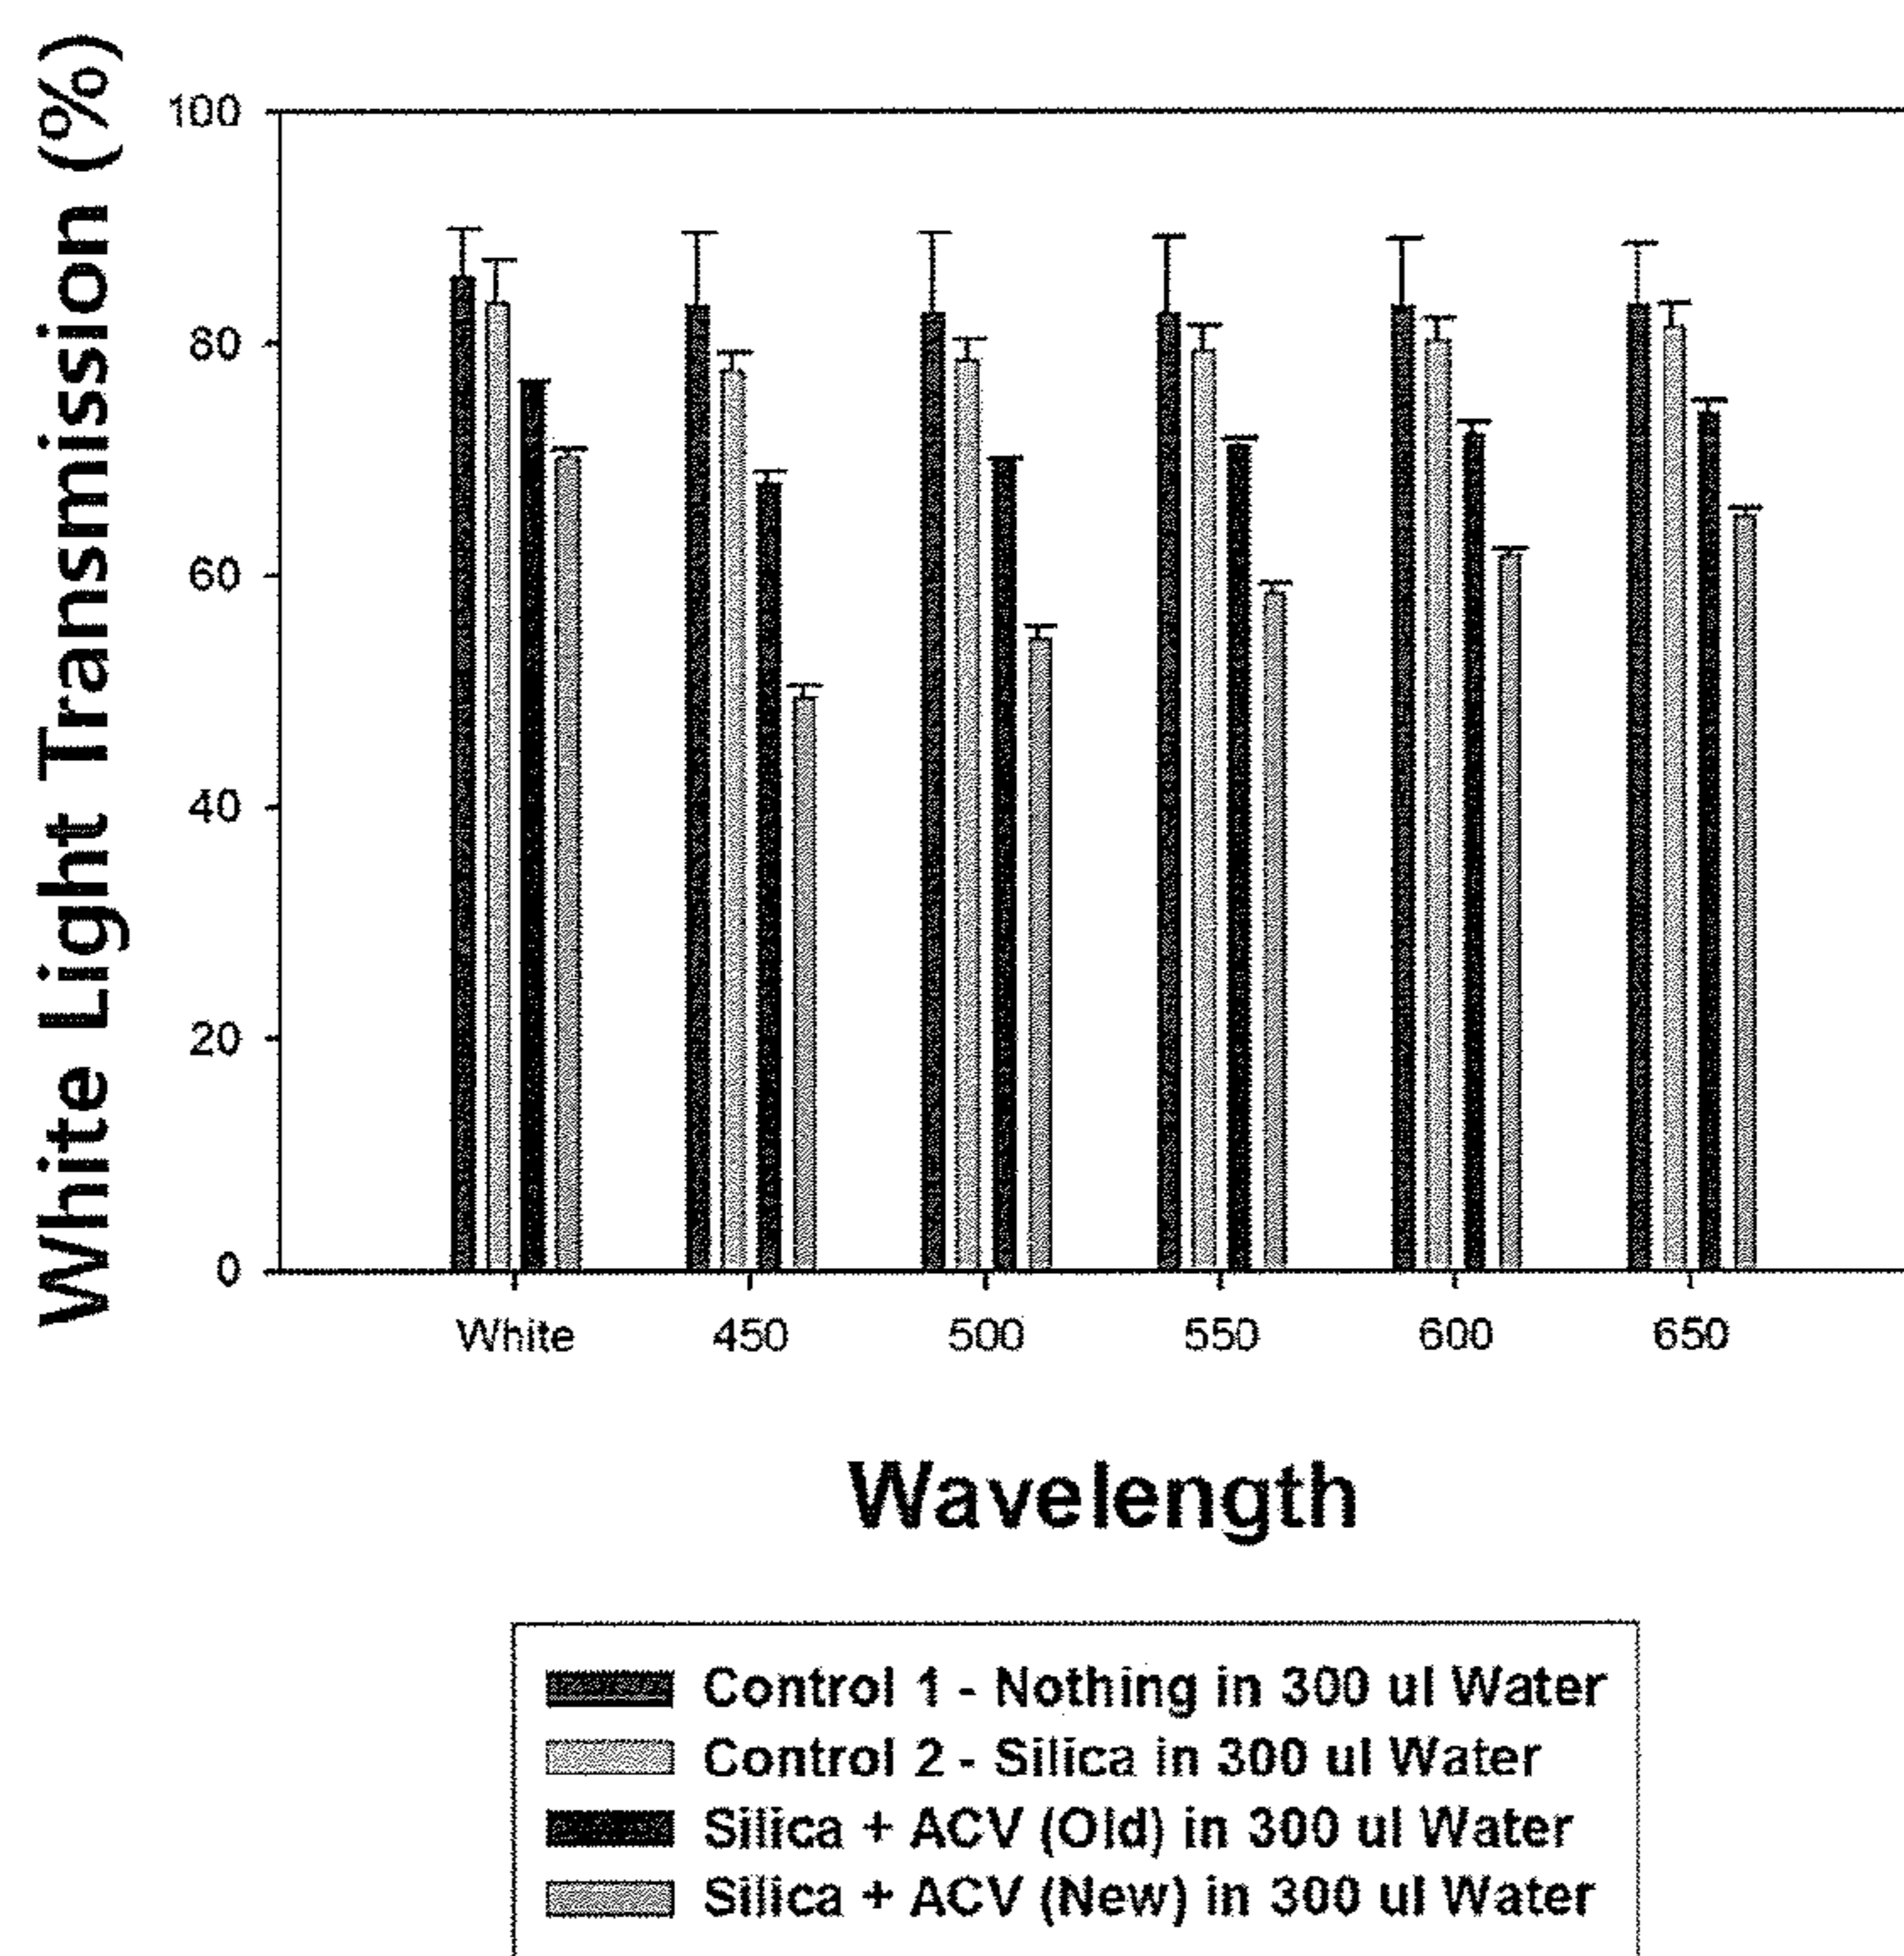 White Light Transmission (%)
100
80
60
40
20
0
White 450 500 550 600 650
Wavelength
Control 1 - Nothing in 300 ul Water
Control 2 - Silica in 300 ul Water
Silica + ACV (Old) in 300 ul Water
Silica + ACV (New) in 300 ul Water